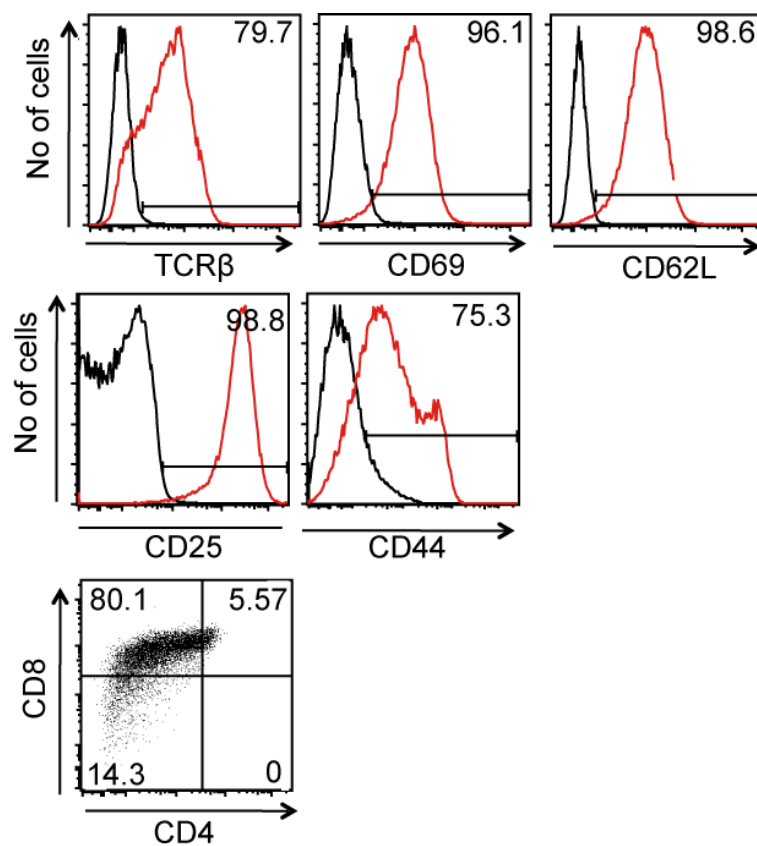 No of cells
79.7
TCRβ
96.1
CD69
98.6
CD62L
No of cells
98.8
CD25
75.3
CD44
CD8
80.1
5.57
14.3
0
CD4